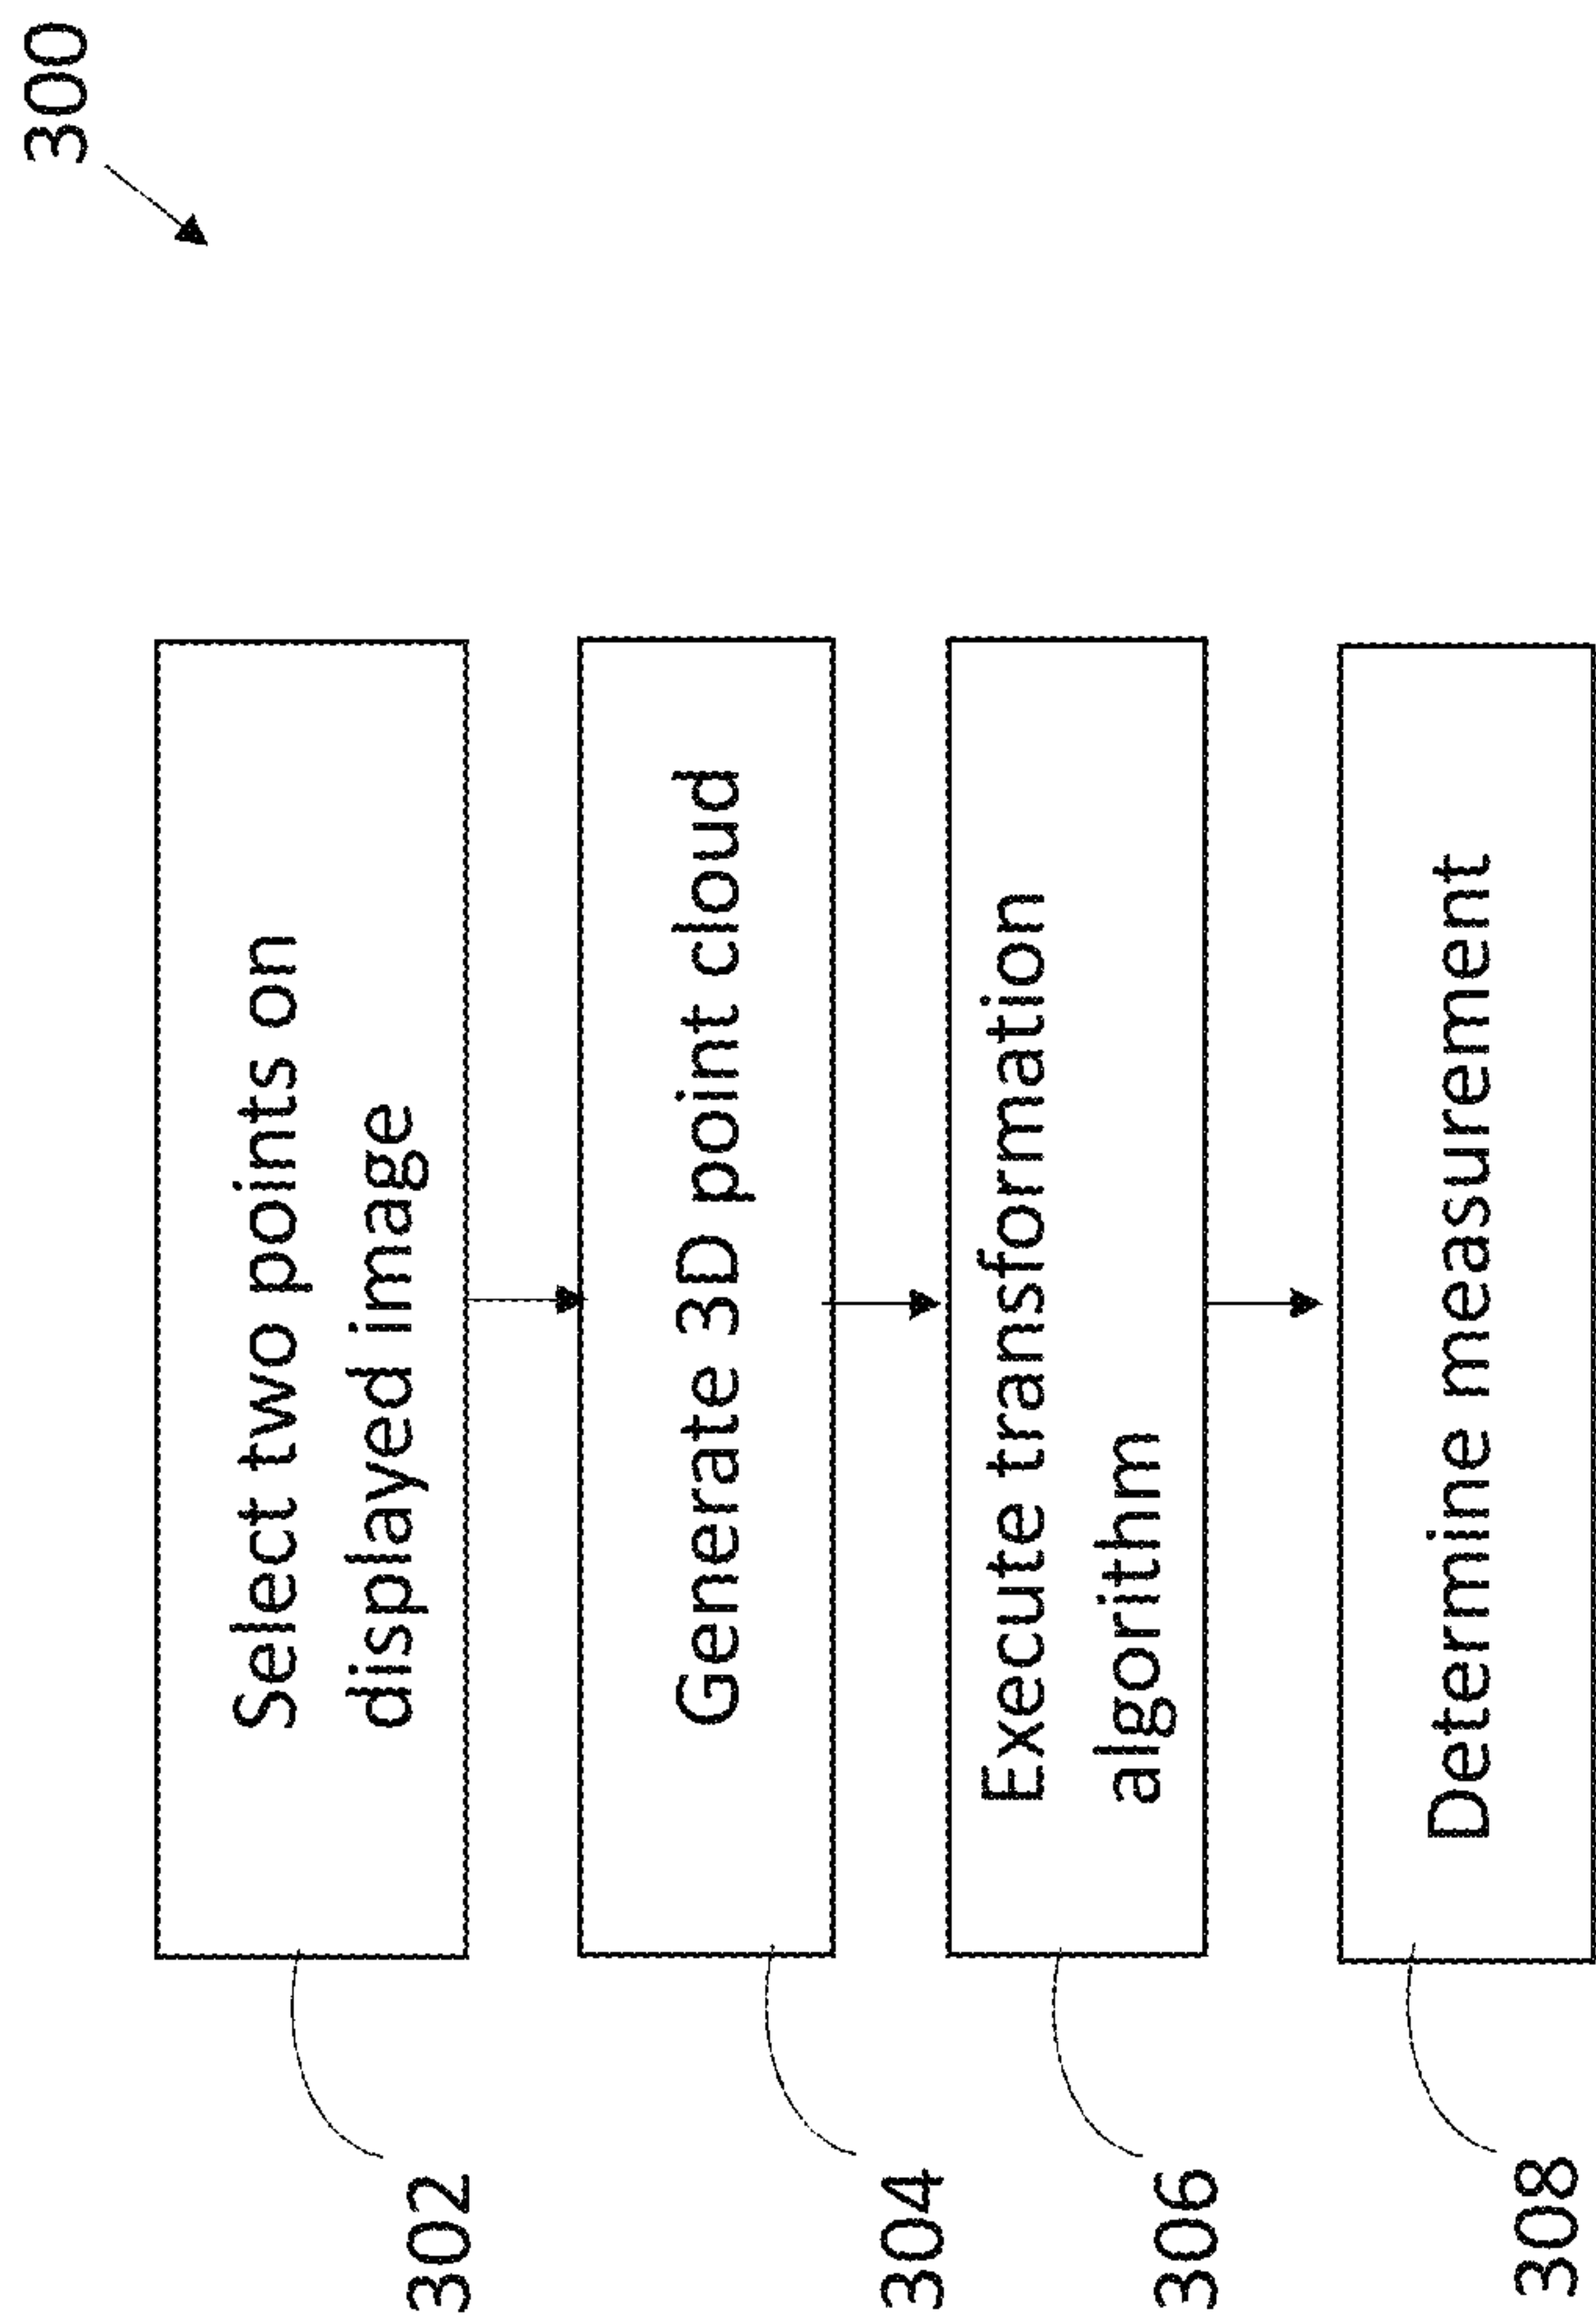 300
302
Select two points on
displayed image
304
Generate 3D point cloud
306
Execute transformation
algorithm
308
Determine measurement